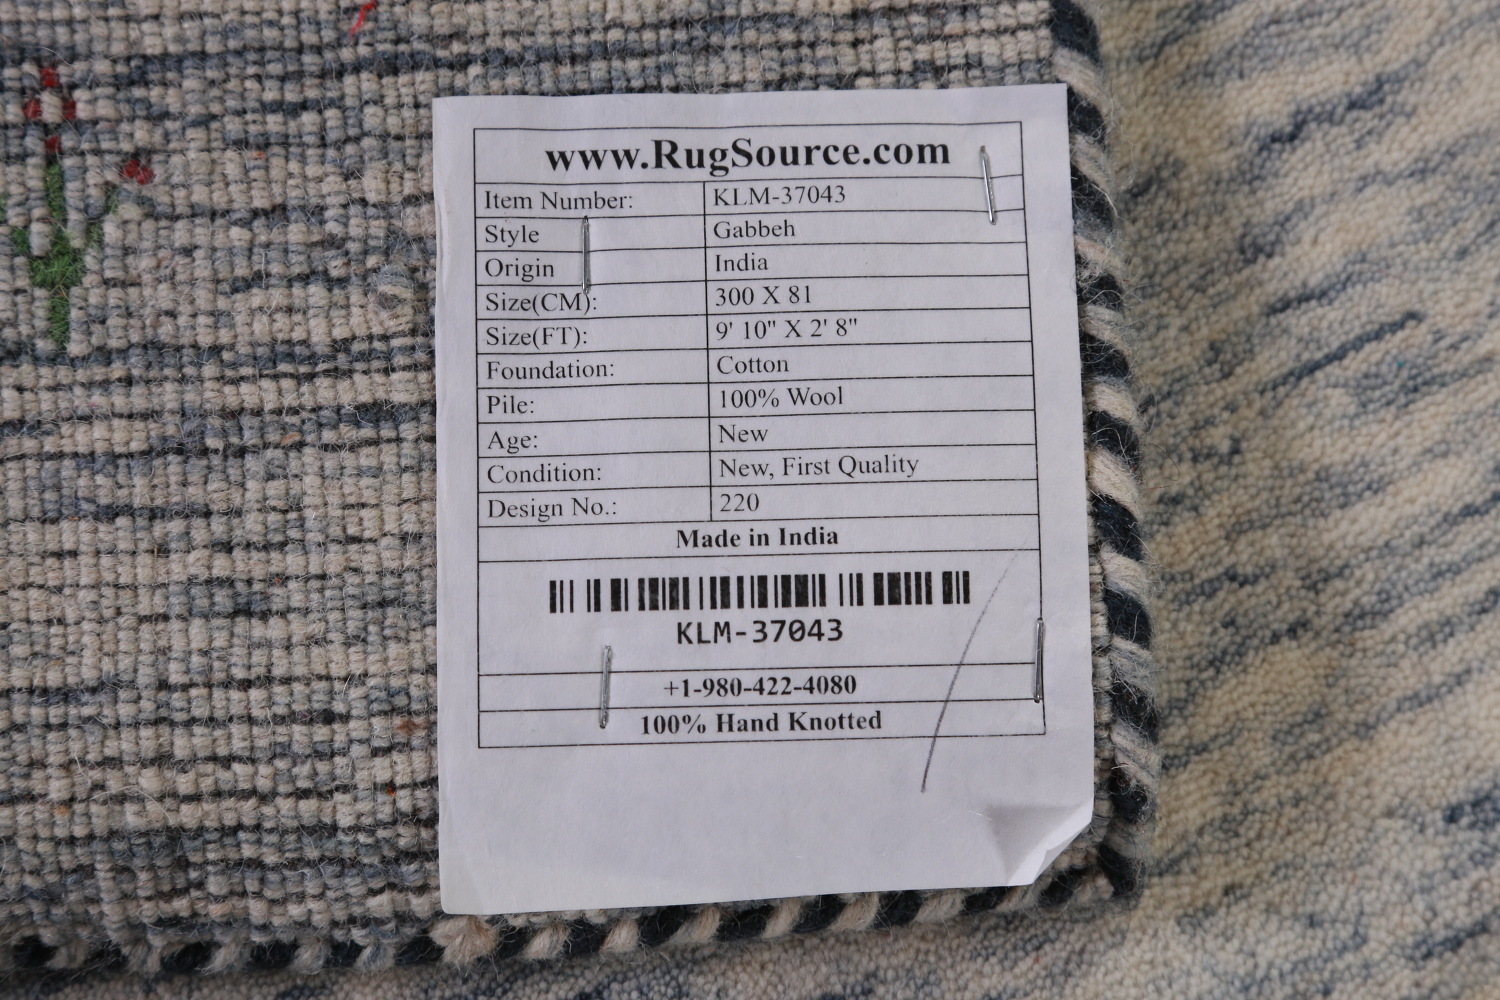 www.RugSource.com
Item Number: KLM-37043
Style Gabbeh
Origin India
Size(CM): 300 X 81
Size(FT): 9' 10" X 2' 8"
Foundation: Cotton
Pile: 100% Wool
Age: New
Condition: New, First Quality
Design No.: 220
Made in India
KLM-37043
+1-980-422-4080
100% Hand Knotted